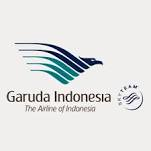 Garuda Indonesia
The Airline of Indonesia
SKYTEAM